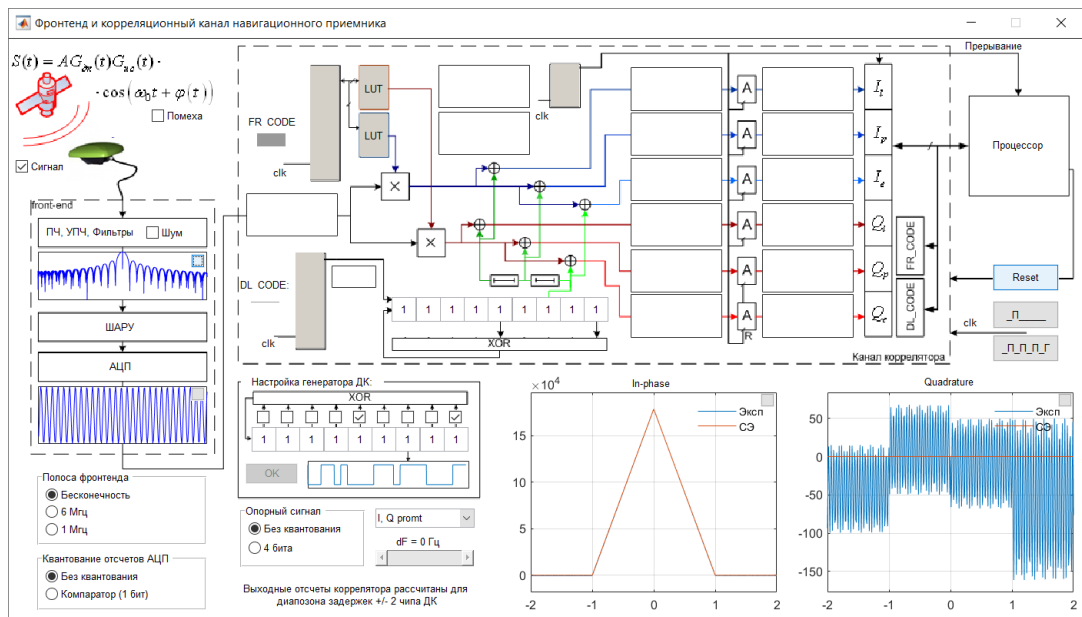 Фронтенд и корреляционный канал навигационного приемника
S(t) = AG_дк(t)G_нс(t) ·
· cos(ω₀t + φ(t))
Помеха
Сигнал
front-end
ПЧ, УПЧ, Фильтры
Шум
ШАРУ
АЦП
Прерывание
FR CODE
clk
LUT
LUT
clk
A
A
A
A
A
A
R
I_l
I_p
I_e
Q_l
Q_p
Q_e
FR_CODE
DL_CODE
Процессор
Reset
_П_____
clk
_П_П_П_Г
×
×
DL_CODE:
clk
1 1 1 1 1 1 1 1 1
XOR
Канал коррелятора
Настройка генератора ДК:
XOR
1 1 1 1 1 1 1 1 1
OK
Полоса фронтенда
Бесконечность
6 Мгц
1 Мгц
Квантование отсчетов АЦП
Без квантования
Компаратор (1 бит)
Опорный сигнал
Без квантования
4 бита
I, Q promt
dF = 0 Гц
Выходные отсчеты коррелятора рассчитаны для
диапозона задержек +/- 2 чипа ДК
In-phase
×10⁴
15
10
5
0
-2 -1 0 1 2
Эксп
СЭ
Quadrature
50
0
-50
-100
-150
-2 -1 0 1 2
Эксп
СЭ